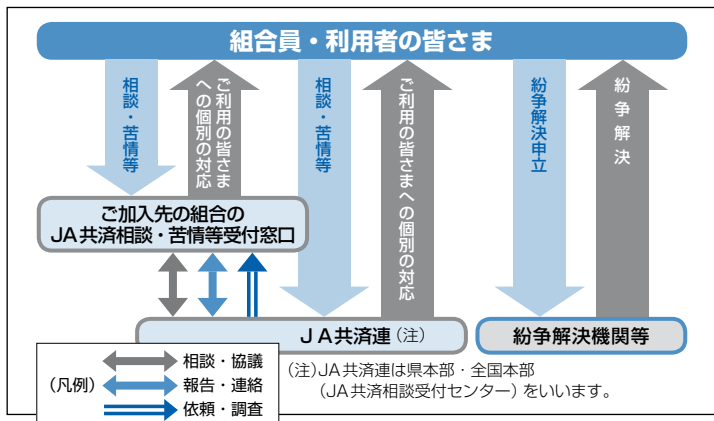 組合員・利用者の皆さま
相談・苦情等
ご利用の皆さま
への個別の対応
相談・苦情等
ご利用の皆さまへの個別の対応
紛争解決申立
紛争解決
ご加入先の組合の
JA共済相談・苦情等受付窓口
JA共済連(注)
紛争解決機関等
(凡例)
相談・協議
報告・連絡
依頼・調査
(注)JA共済連は県本部・全国本部
(JA共済相談受付センター)をいいます。